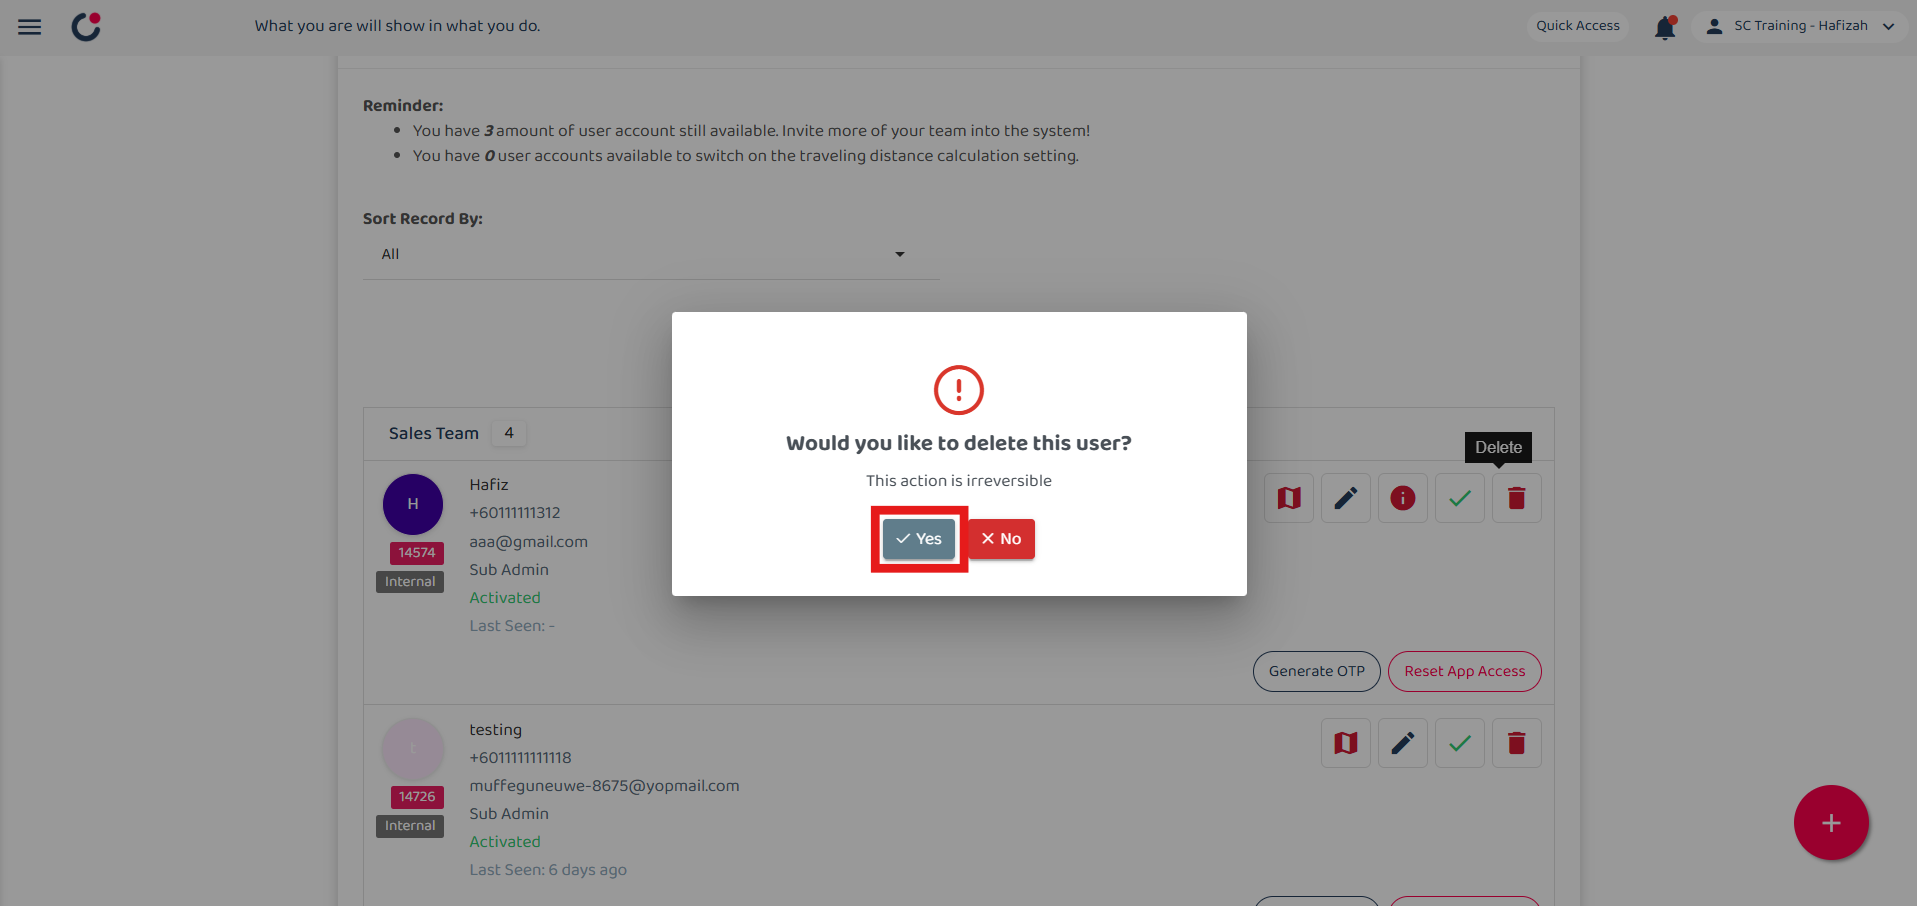 What you are will show in what you do.
Quick Access
SC Training - Hafizah
Reminder:
You have 3 amount of user account still available. Invite more of your team into the system!
You have 0 user accounts available to switch on the traveling distance calculation setting.
Sort Record By:
All
Would you like to delete this user?
This action is irreversible
Yes
No
Sales Team 4
Delete
H
14574
Internal
Hafiz
+60111111312
aaa@gmail.com
Sub Admin
Activated
Last Seen: -
Generate OTP
Reset App Access
t
14726
Internal
testing
+6011111111118
muffeguneuwe-8675@yopmail.com
Sub Admin
Activated
Last Seen: 6 days ago